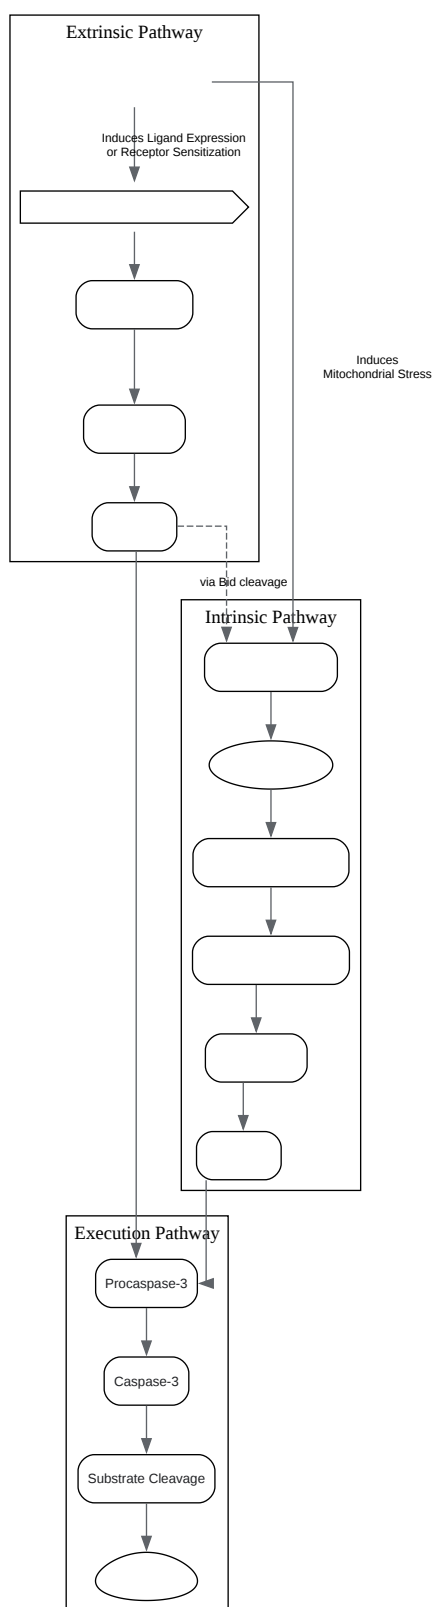 Extrinsic Pathway
Induces Ligand Expression
or Receptor Sensitization
Induces
Mitochondrial Stress
via Bid cleavage
Intrinsic Pathway
Execution Pathway
Procaspase-3
Caspase-3
Substrate Cleavage